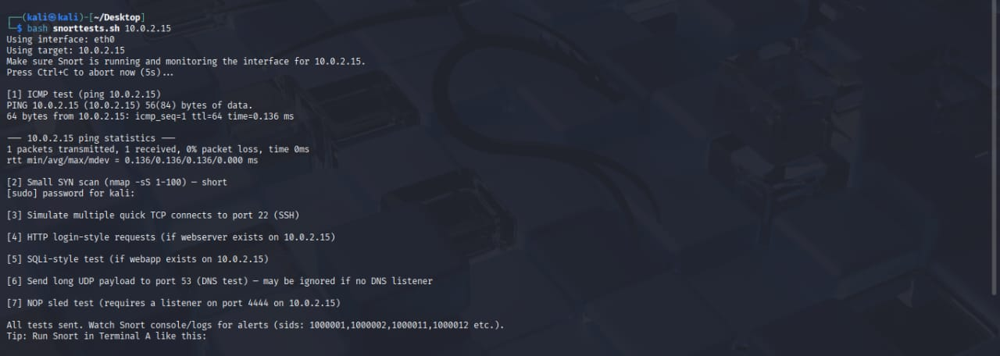 ┌──(kali㉿kali)-[~/Desktop]
└─$ bash snorttests.sh 10.0.2.15
Using interface: eth0
Using target: 10.0.2.15
Make sure Snort is running and monitoring the interface for 10.0.2.15.
Press Ctrl+C to abort now (5s)...
[1] ICMP test (ping 10.0.2.15)
PING 10.0.2.15 (10.0.2.15) 56(84) bytes of data.
64 bytes from 10.0.2.15: icmp_seq=1 ttl=64 time=0.136 ms
--- 10.0.2.15 ping statistics ---
1 packets transmitted, 1 received, 0% packet loss, time 0ms
rtt min/avg/max/mdev = 0.136/0.136/0.136/0.000 ms
[2] Small SYN scan (nmap -sS 1-100) — short
[sudo] password for kali:
[3] Simulate multiple quick TCP connects to port 22 (SSH)
[4] HTTP login-style requests (if webserver exists on 10.0.2.15)
[5] SQLi-style test (if webapp exists on 10.0.2.15)
[6] Send long UDP payload to port 53 (DNS test) — may be ignored if no DNS listener
[7] NOP sled test (requires a listener on port 4444 on 10.0.2.15)
All tests sent. Watch Snort console/logs for alerts (sids: 1000001,1000002,1000011,1000012 etc.).
Tip: Run Snort in Terminal A like this: